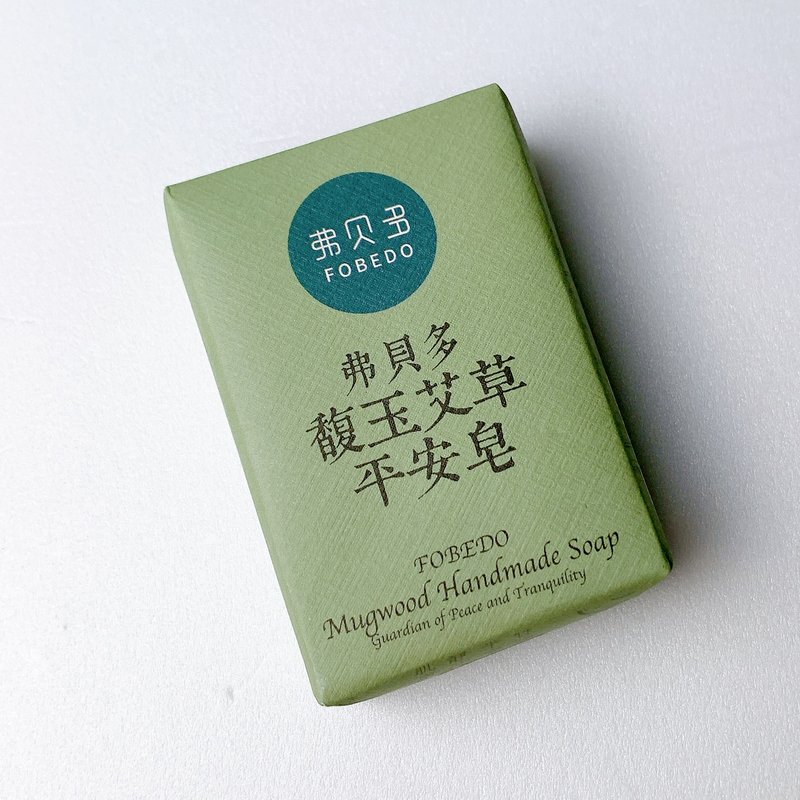 弗贝多
FOBEDO
弗貝多
馥玉艾草
平安皂
FOBEDO
Mugwood Handmade Soap
Guardian of Peace and Tranquility